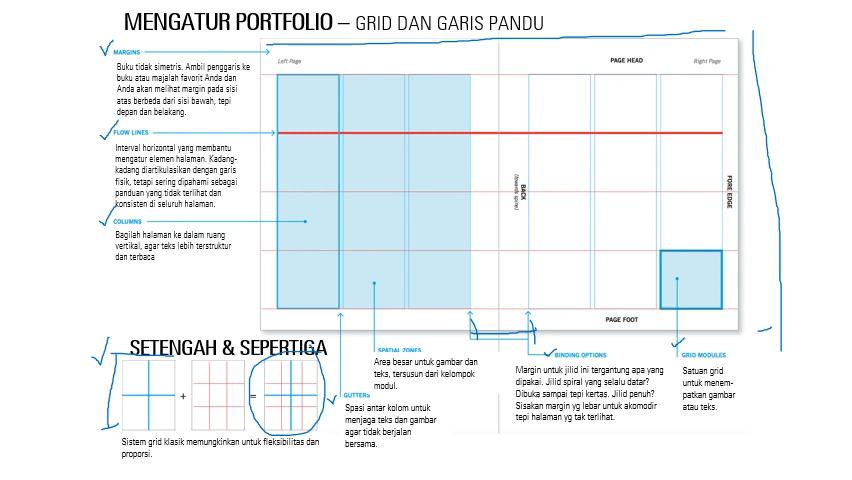 MENGATUR PORTFOLIO – GRID DAN GARIS PANDU
MARGINS
Buku tidak simetris. Ambil penggaris ke
buku atau majalah favorit Anda dan
Anda akan melihat margin pada sisi
atas berbeda dari sisi bawah, tepi
depan dan belakang.
FLOW LINES
Interval horizontal yang membantu
mengatur elemen halaman. Kadang-
kadang diartikulasikan dengan garis
fisik, tetapi sering dipahami sebagai
panduan yang tidak terlihat dan
konsisten di seluruh halaman.
COLUMNS
Bagilah halaman ke dalam ruang
vertikal, agar teks lebih terstruktur
dan terbaca
Left Page
PAGE HEAD
Right Page
BACK
(towards spine)
FORE EDGE
PAGE FOOT
SETENGAH & SEPERTIGA
+
=
Sistem grid klasik memungkinkan untuk fleksibilitas dan
proporsi.
SPATIAL ZONES
Area besar untuk gambar dan
teks, tersusun dari kelompok
modul.
GUTTERS
Spasi antar kolom untuk
menjaga teks dan gambar
agar tidak berjalan
bersama.
BINDING OPTIONS
Margin untuk jilid ini tergantung apa yang
dipakai. Jilid spiral yang selalu datar?
Dibuka sampai tepi kertas. Jilid penuh?
Sisakan margin yg lebar untuk akomodir
tepi halaman yg tak terlihat.
GRID MODULES
Satuan grid
untuk menem-
patkan gambar
atau teks.